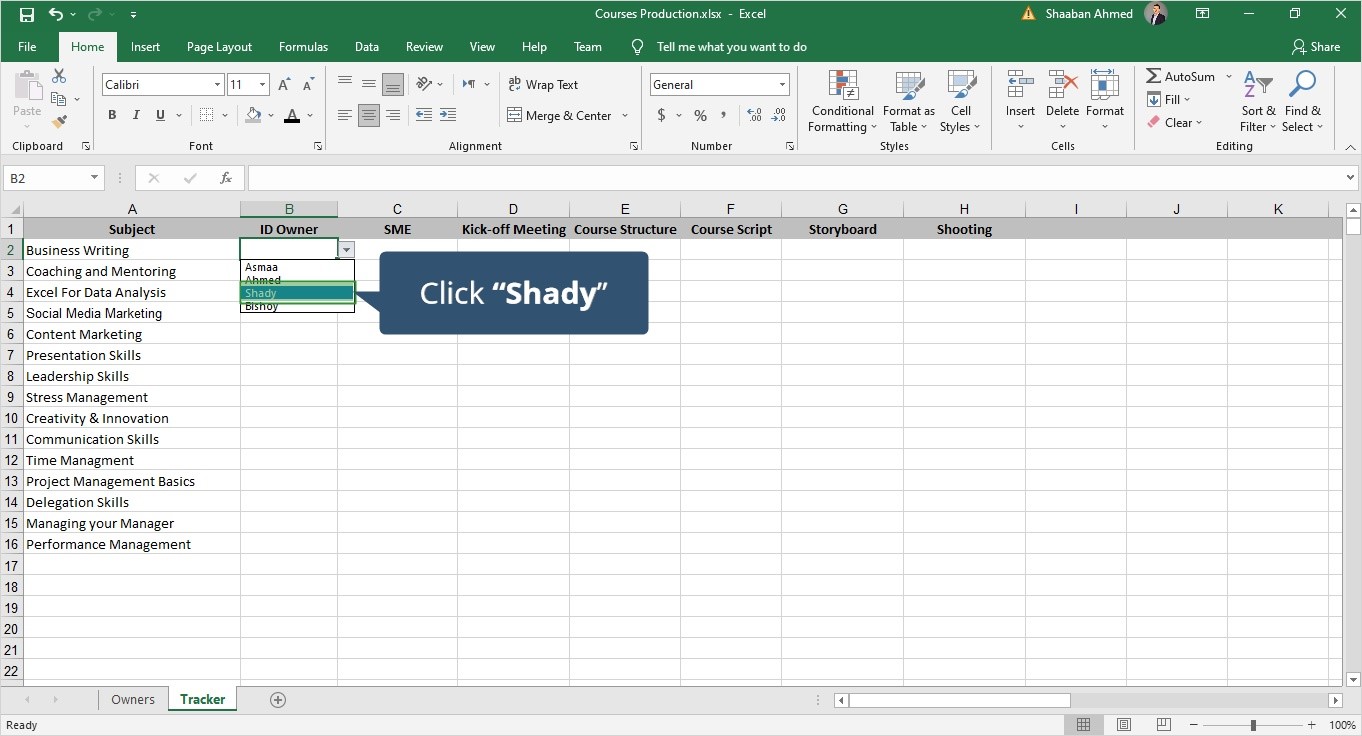 Courses Production.xlsx - Excel
Shaaban Ahmed
File Home Insert Page Layout Formulas Data Review View Help Team Tell me what you want to do Share
Paste
Calibri 11
Wrap Text
General
Conditional Formatting
Format as Table
Cell Styles
Insert Delete Format
AutoSum
Fill
Clear
Sort & Filter
Find & Select
B I U A
Merge & Center
$ % ,
Clipboard Font Alignment Number Styles Cells Editing
B2 fx
A B C D E F G H I J K
1 Subject ID Owner SME Kick-off Meeting Course Structure Course Script Storyboard Shooting
2 Business Writing
Asmaa
3 Coaching and Mentoring
Ahmed
4 Excel For Data Analysis
Shady
Click “Shady”
Bishoy
5 Social Media Marketing
6 Content Marketing
7 Presentation Skills
8 Leadership Skills
9 Stress Management
10 Creativity & Innovation
11 Communication Skills
12 Time Managment
13 Project Management Basics
14 Delegation Skills
15 Managing your Manager
16 Performance Management
17
18
19
20
21
22
Owners Tracker
Ready 100%